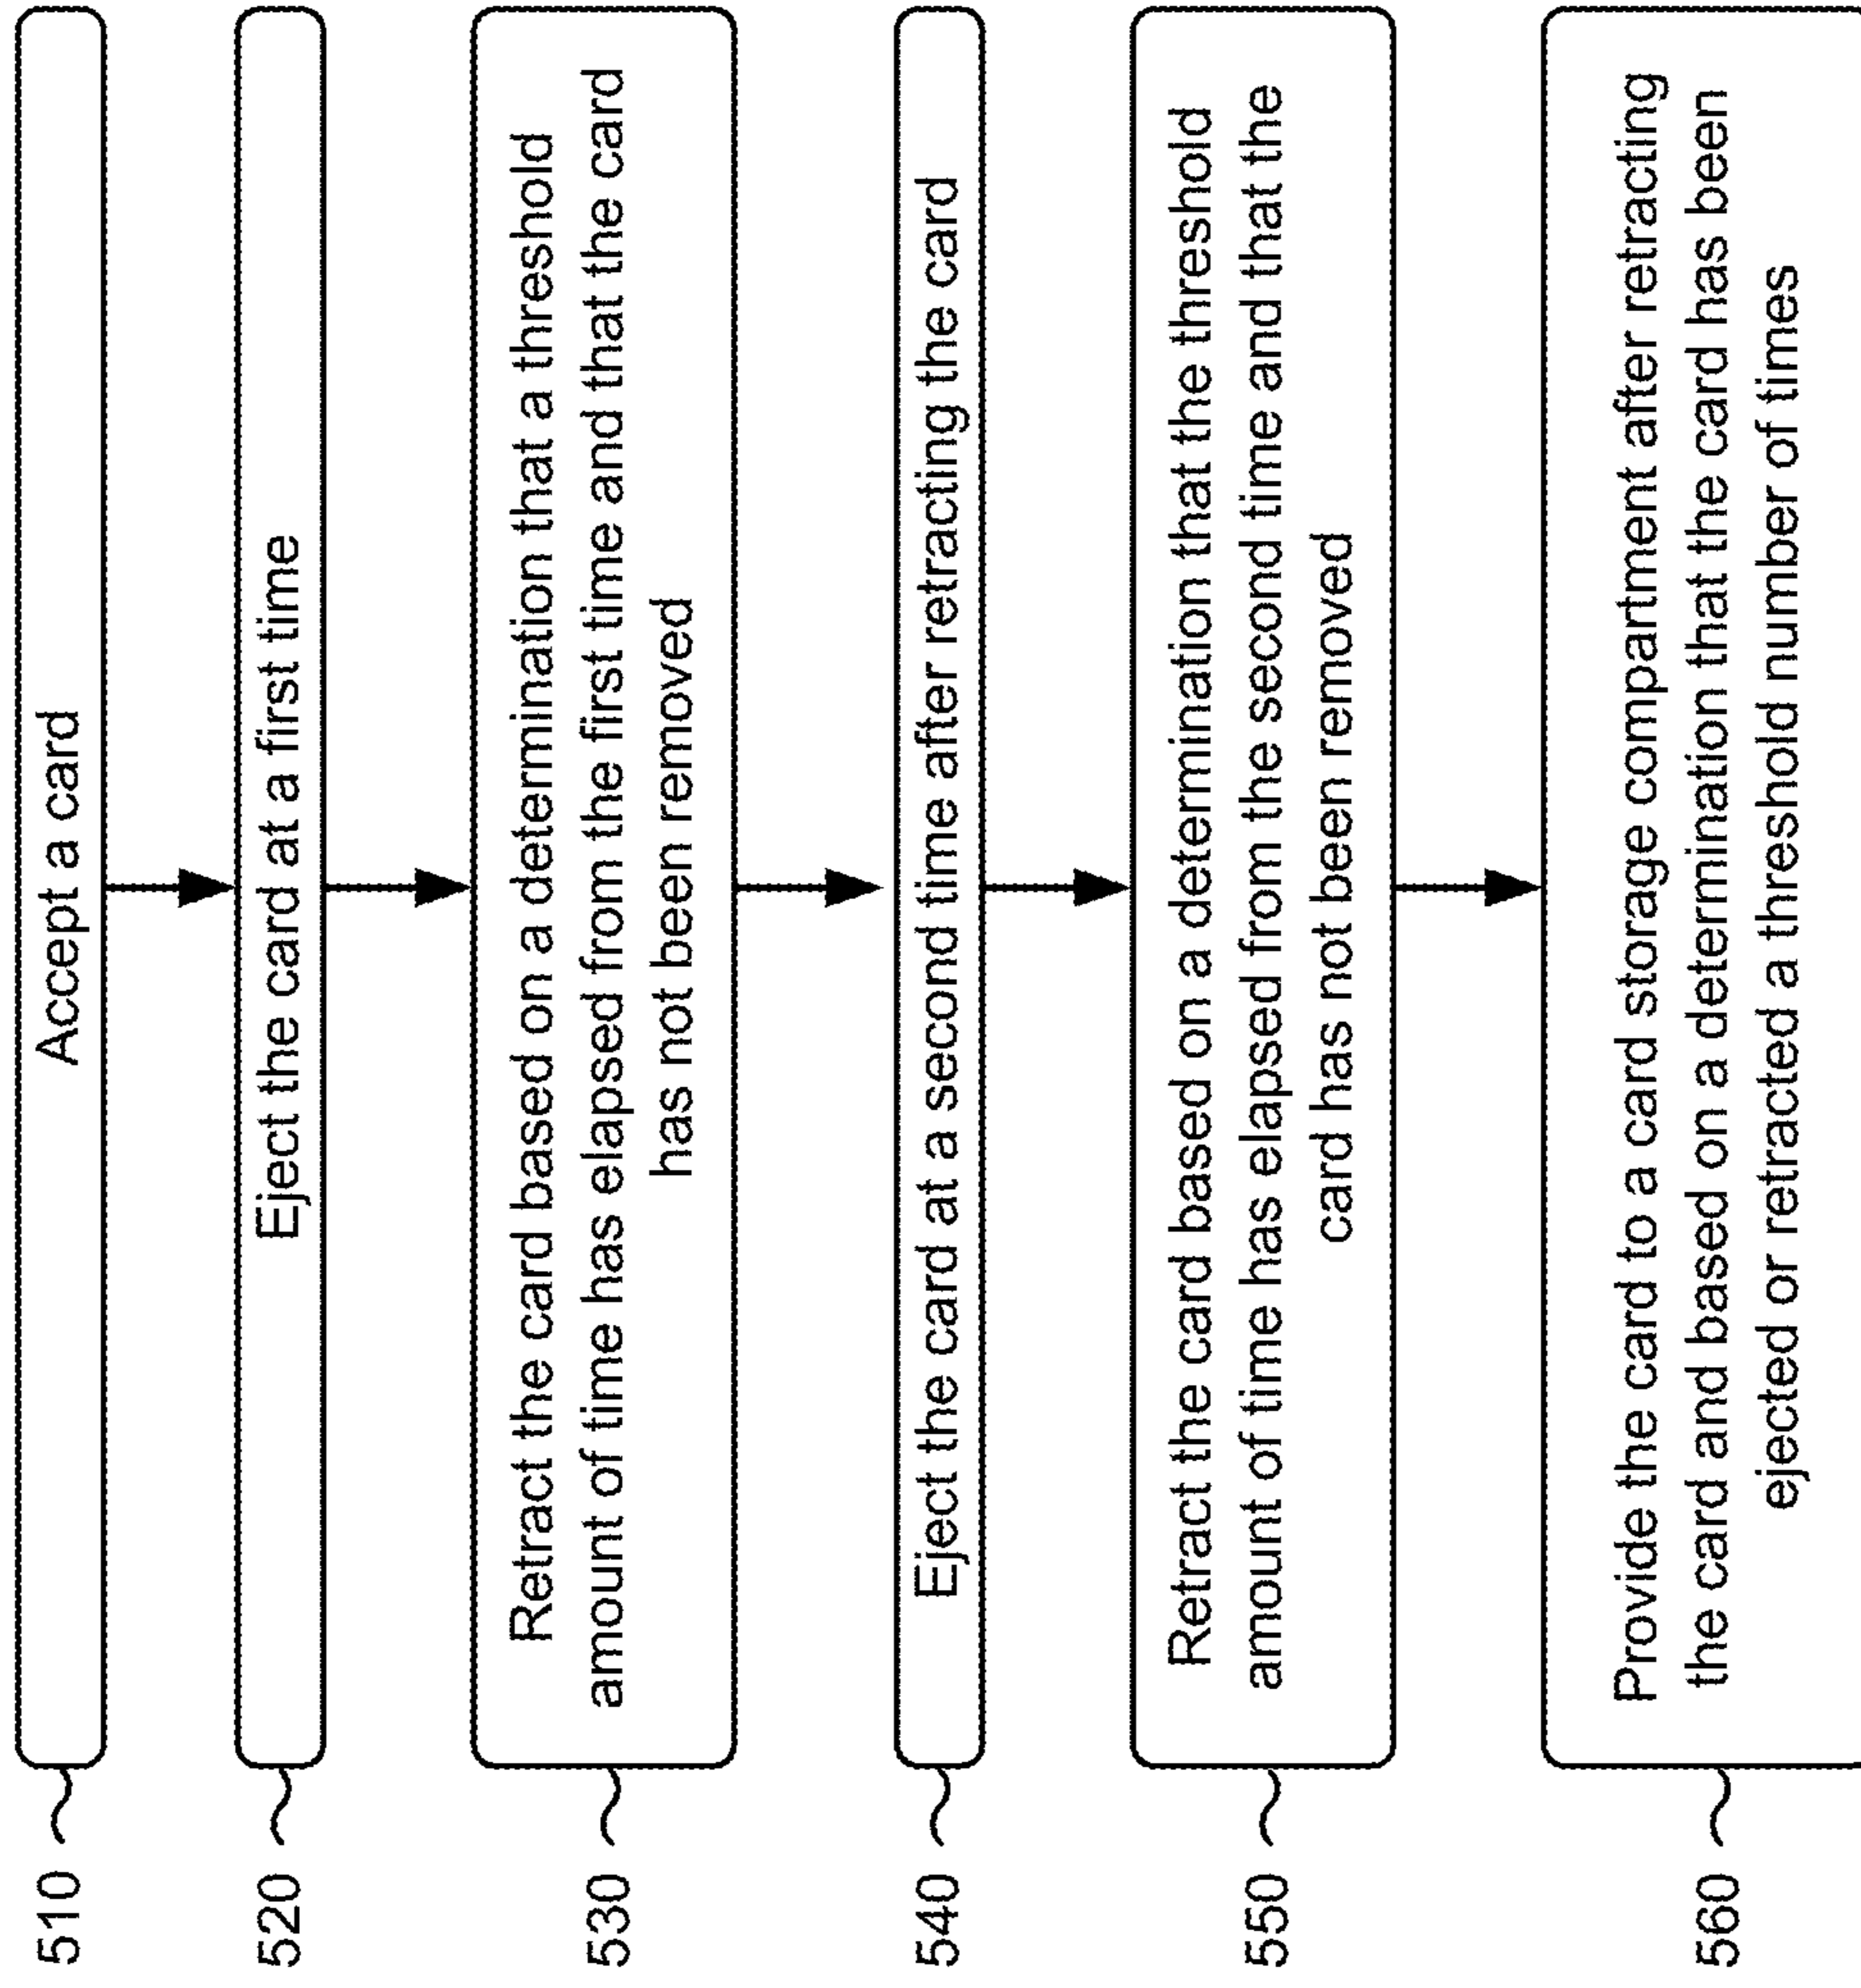 510
Accept a card
520
Eject the card at a first time
530
Retract the card based on a determination that a threshold
amount of time has elapsed from the first time and that the card
has not been removed
540
Eject the card at a second time after retracting the card
550
Retract the card based on a determination that the threshold
amount of time has elapsed from the second time and that the
card has not been removed
560
Provide the card to a card storage compartment after retracting
the card and based on a determination that the card has been
ejected or retracted a threshold number of times